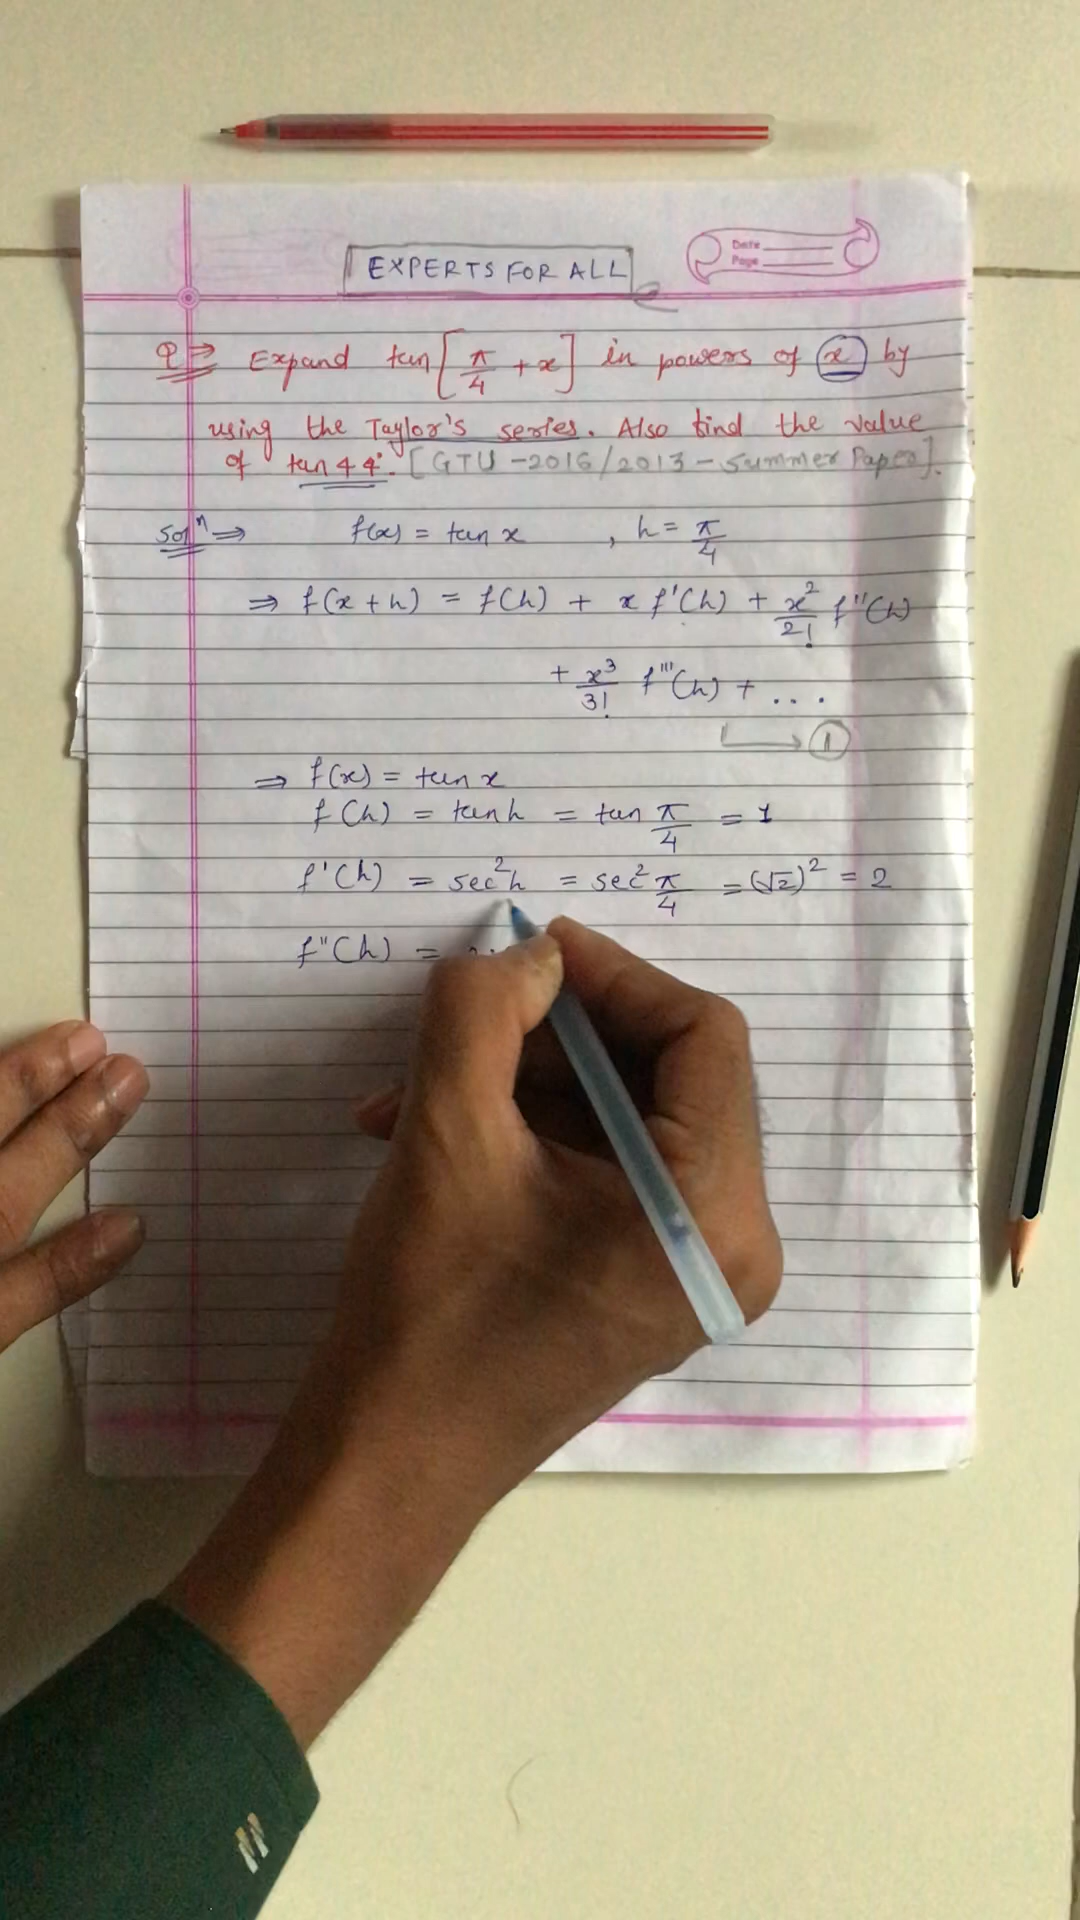 EXPERTS FOR ALL
Date
Page
Q ⇒ Expand tan[π/4 + x] in powers of x by
using the Taylor's series. Also find the value
of tan 44°. [GTU - 2016/2013 - Summer Paper].
Solⁿ ⇒ f(x) = tan x , h = π/4
⇒ f(x + h) = f(h) + x f'(h) + x²/2! f''(h)
+ x³/3! f'''(h) + ...
1
⇒ f(x) = tan x
f(h) = tan h = tan π/4 = 1
f'(h) = sec²h = sec² π/4 = (√2)² = 2
f''(h) =